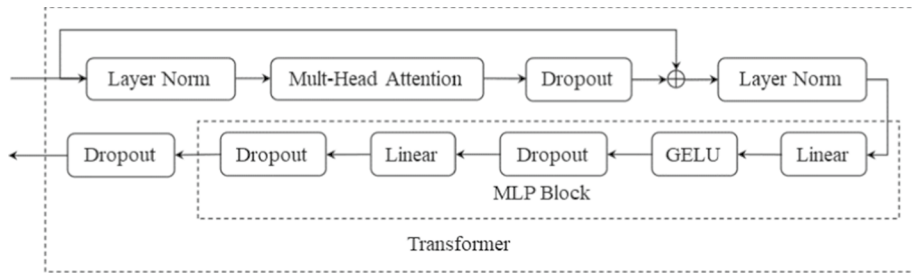 Layer Norm Mult-Head Attention Dropout Layer Norm
Dropout Dropout Linear Dropout GELU Linear
MLP Block
Transformer